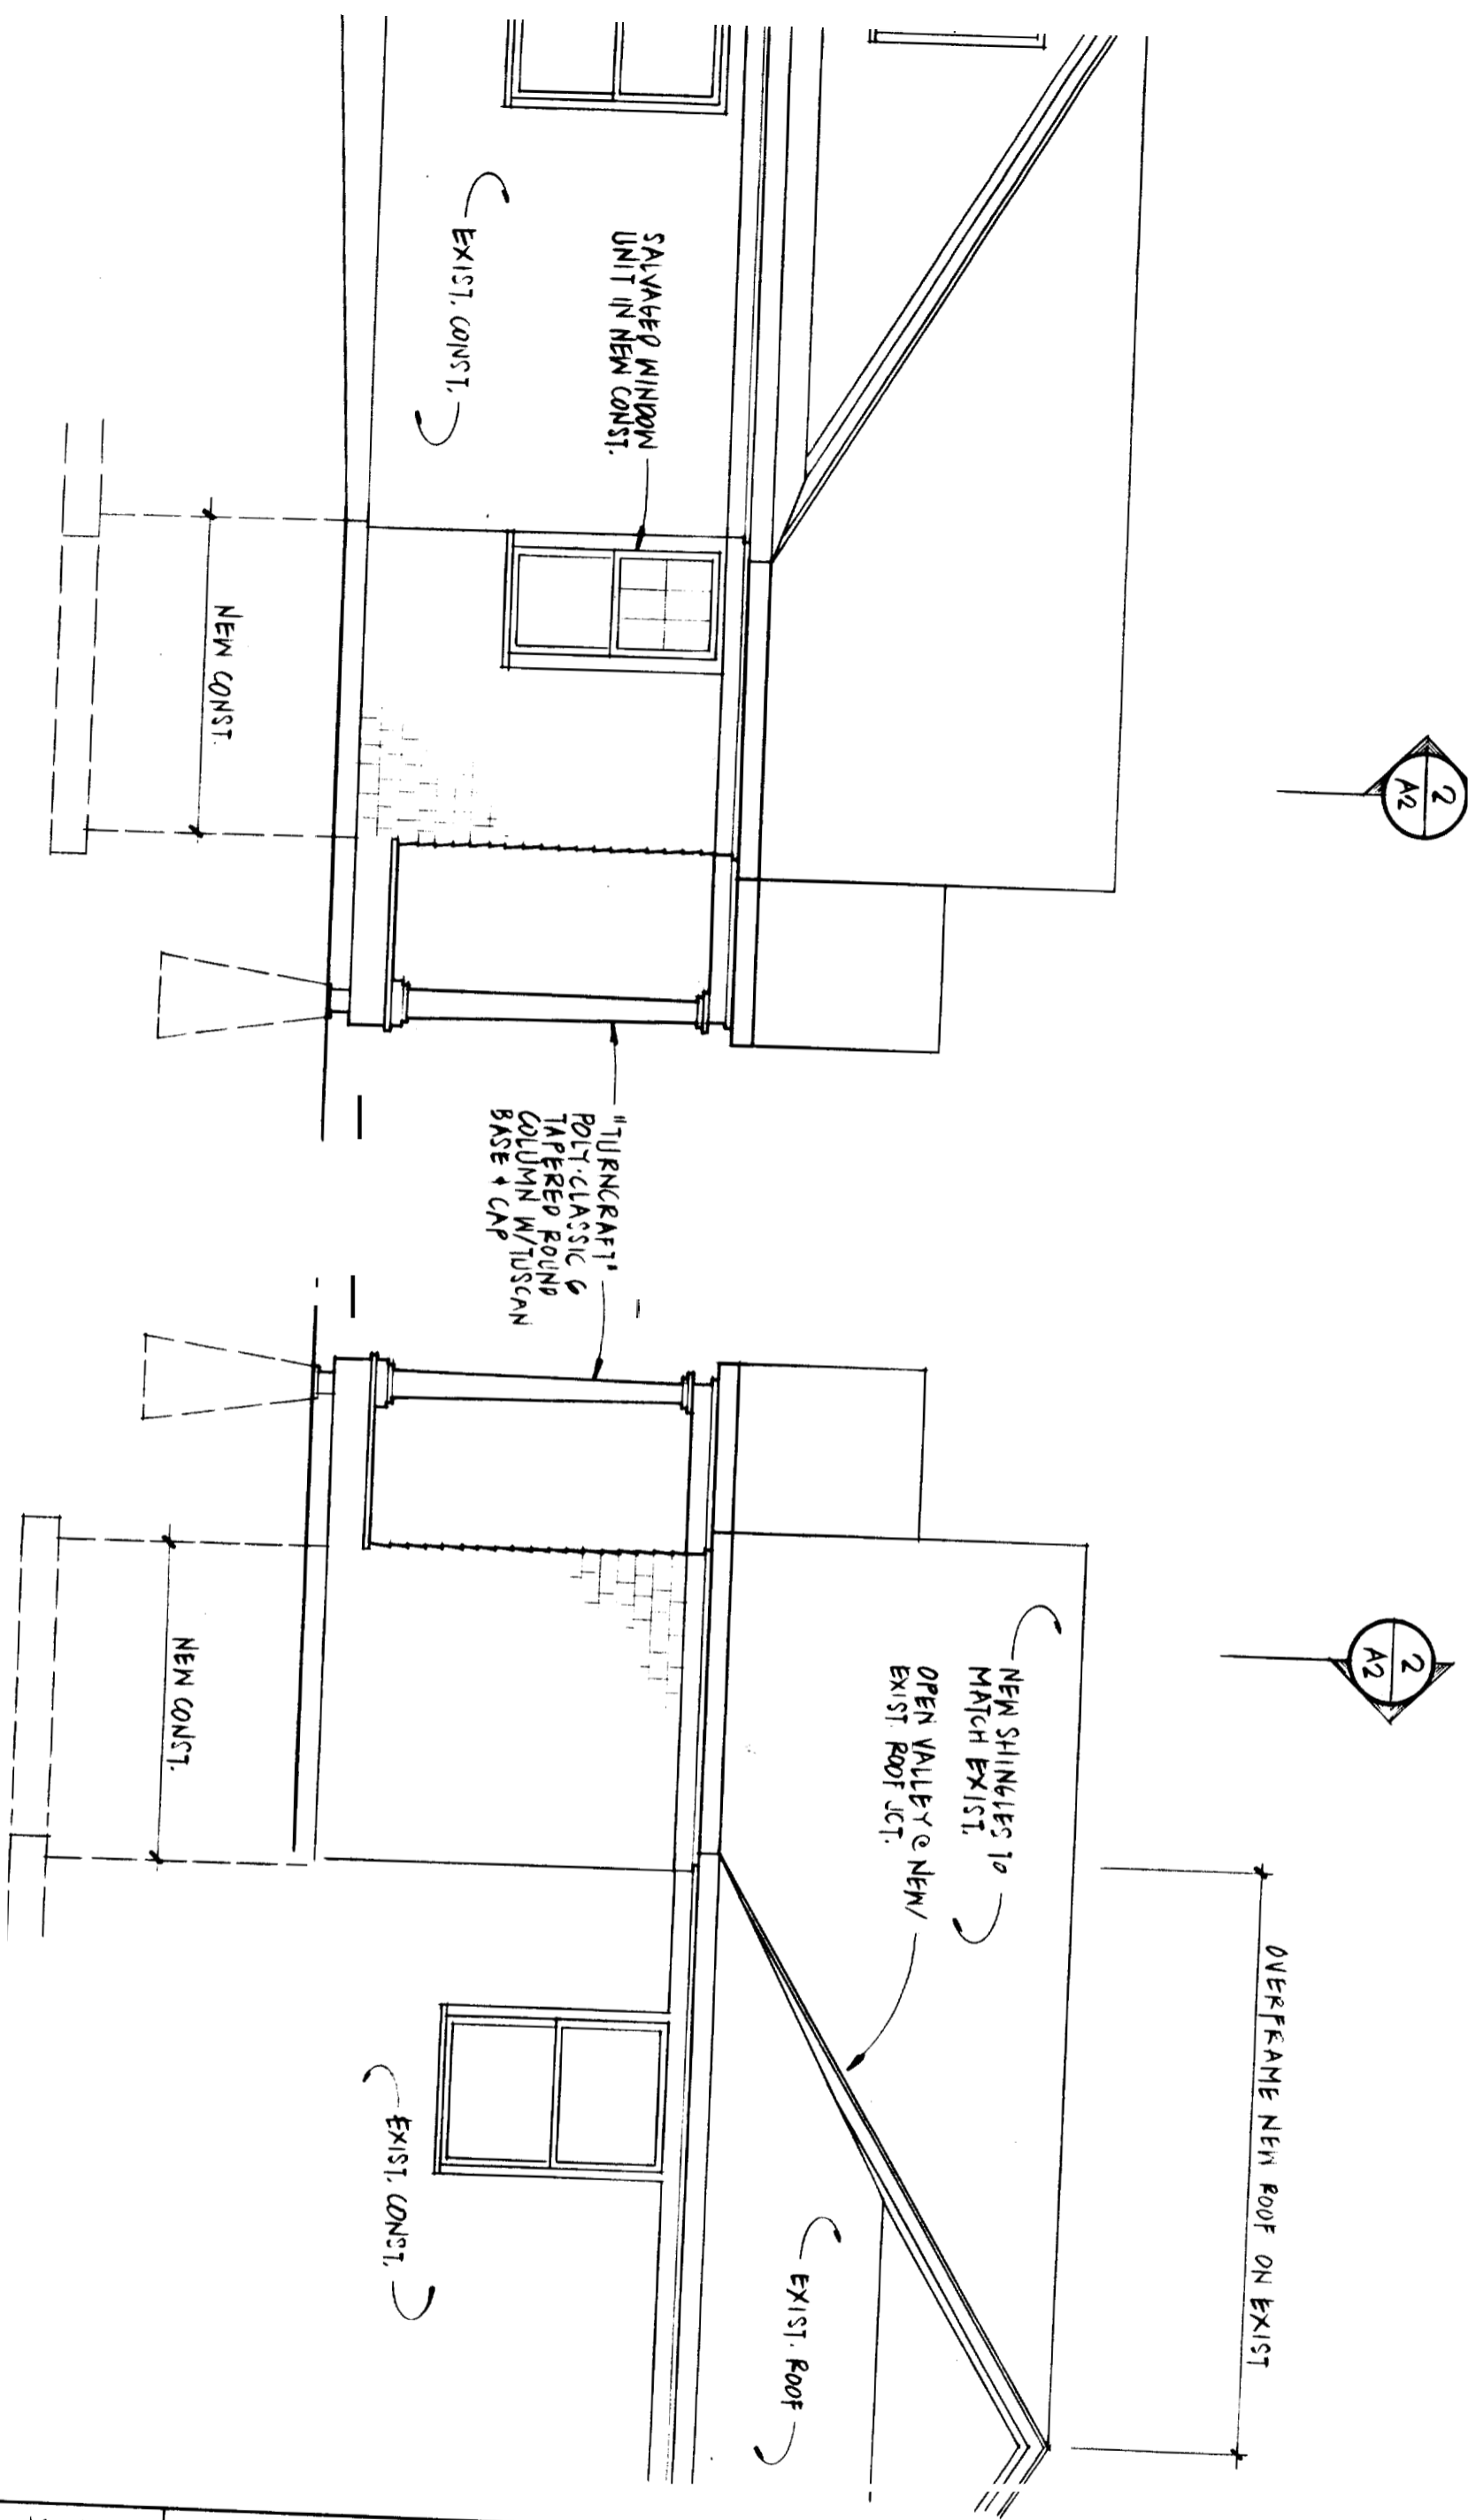 2
A2
2
A2
OVERFRAME NEW ROOF ON EXIST
NEW SHINGLES TO
MATCH EXIST.
OPEN VALLEY @ NEW/
EXIST. ROOF JCT.
EXIST. ROOF
SALVAGED WINDOW
UNIT IN NEW CONST.
EXIST. CONST.
"TURNCRAFT"
POLY-CLASSIC 6
TAPERED ROUND
COLUMN W/TUSCAN
BASE & CAP
EXIST. CONST.
NEW CONST.
NEW CONST.